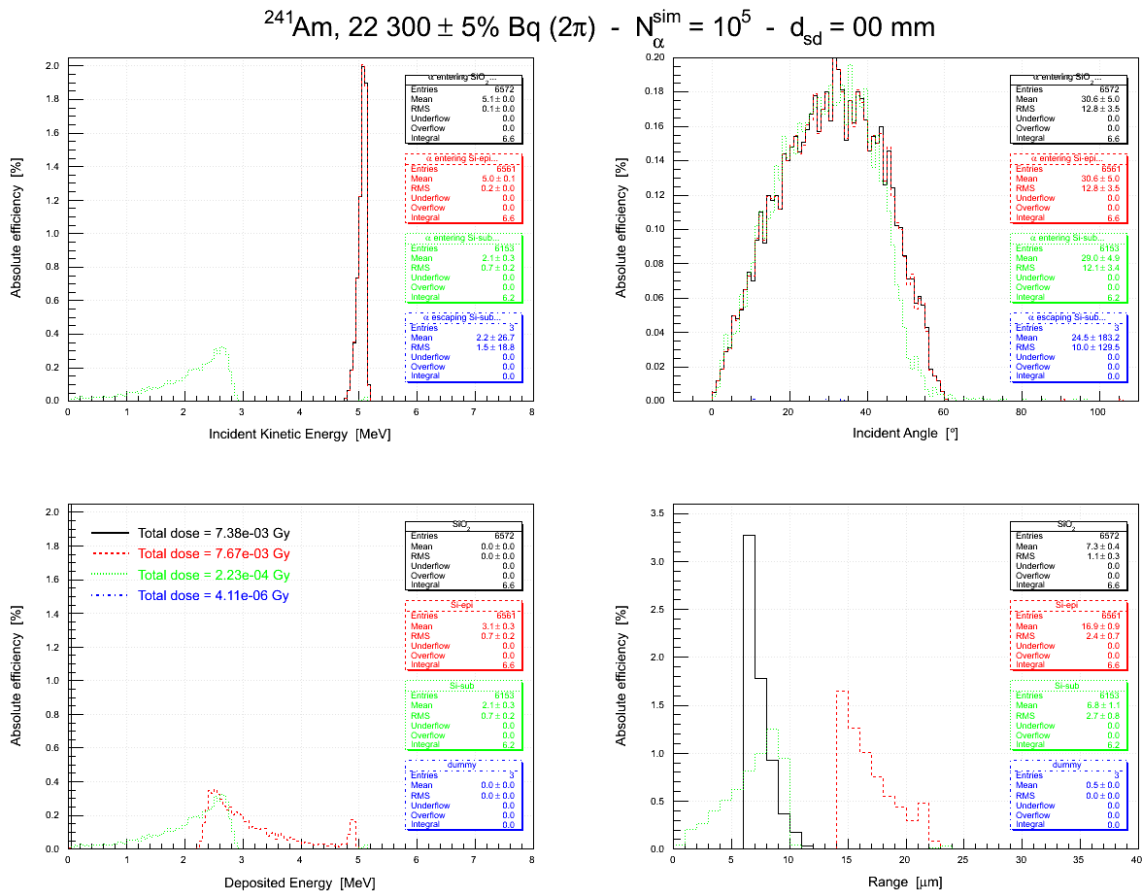 ²⁴¹Am, 22 300 ± 5% Bq (2π) - N_α^sim = 10⁵ - d_sd = 00 mm
Absolute efficiency [%]
2.0
1.8
1.6
1.4
1.2
1.0
0.8
0.6
0.4
0.2
0.0
0 1 2 3 4 5 6 7 8
Incident Kinetic Energy [MeV]
α entering SiO₂...
Entries 6572
Mean 5.1 ± 0.0
RMS 0.1 ± 0.0
Underflow 0.0
Overflow 0.0
Integral 6.6
α entering Si-epi...
Entries 6561
Mean 5.0 ± 0.1
RMS 0.2 ± 0.0
Underflow 0.0
Overflow 0.0
Integral 6.6
α entering Si-sub...
Entries 6153
Mean 2.1 ± 0.3
RMS 0.7 ± 0.2
Underflow 0.0
Overflow 0.0
Integral 6.2
α escaping Si-sub...
Entries 3
Mean 2.2 ± 26.7
RMS 1.5 ± 18.8
Underflow 0.0
Overflow 0.0
Integral 0.0
Absolute efficiency [%]
0.20
0.18
0.16
0.14
0.12
0.10
0.08
0.06
0.04
0.02
0.00
0 20 40 60 80 100
Incident Angle [°]
α entering SiO₂...
Entries 6572
Mean 30.6 ± 5.0
RMS 12.8 ± 3.5
Underflow 0.0
Overflow 0.0
Integral 6.6
α entering Si-epi...
Entries 6561
Mean 30.6 ± 5.0
RMS 12.8 ± 3.5
Underflow 0.0
Overflow 0.0
Integral 6.6
α entering Si-sub...
Entries 6153
Mean 29.0 ± 4.9
RMS 12.1 ± 3.4
Underflow 0.0
Overflow 0.0
Integral 6.2
α escaping Si-sub...
Entries 3
Mean 24.5 ± 183.2
RMS 10.0 ± 129.5
Underflow 0.0
Overflow 0.0
Integral 0.0
Absolute efficiency [%]
2.0
1.8
1.6
1.4
1.2
1.0
0.8
0.6
0.4
0.2
0.0
0 1 2 3 4 5 6 7 8
Deposited Energy [MeV]
Total dose = 7.38e-03 Gy
Total dose = 7.67e-03 Gy
Total dose = 2.23e-04 Gy
Total dose = 4.11e-06 Gy
SiO₂
Entries 6572
Mean 0.0 ± 0.0
RMS 0.0 ± 0.0
Underflow 0.0
Overflow 0.0
Integral 6.6
Si-epi
Entries 6561
Mean 3.1 ± 0.3
RMS 0.7 ± 0.2
Underflow 0.0
Overflow 0.0
Integral 6.6
Si-sub
Entries 6153
Mean 2.1 ± 0.3
RMS 0.7 ± 0.2
Underflow 0.0
Overflow 0.0
Integral 6.2
dummy
Entries 3
Mean 0.0 ± 0.0
RMS 0.0 ± 0.0
Underflow 0.0
Overflow 0.0
Integral 0.0
Absolute efficiency [%]
3.5
3.0
2.5
2.0
1.5
1.0
0.5
0.0
0 5 10 15 20 25 30 35 40
Range [μm]
SiO₂
Entries 6572
Mean 7.3 ± 0.4
RMS 1.1 ± 0.3
Underflow 0.0
Overflow 0.0
Integral 6.6
Si-epi
Entries 6561
Mean 16.9 ± 0.9
RMS 2.4 ± 0.7
Underflow 0.0
Overflow 0.0
Integral 6.6
Si-sub
Entries 6153
Mean 6.8 ± 1.1
RMS 2.7 ± 0.8
Underflow 0.0
Overflow 0.0
Integral 6.2
dummy
Entries 3
Mean 0.5 ± 0.0
RMS 0.0 ± 0.0
Underflow 0.0
Overflow 0.0
Integral 0.0